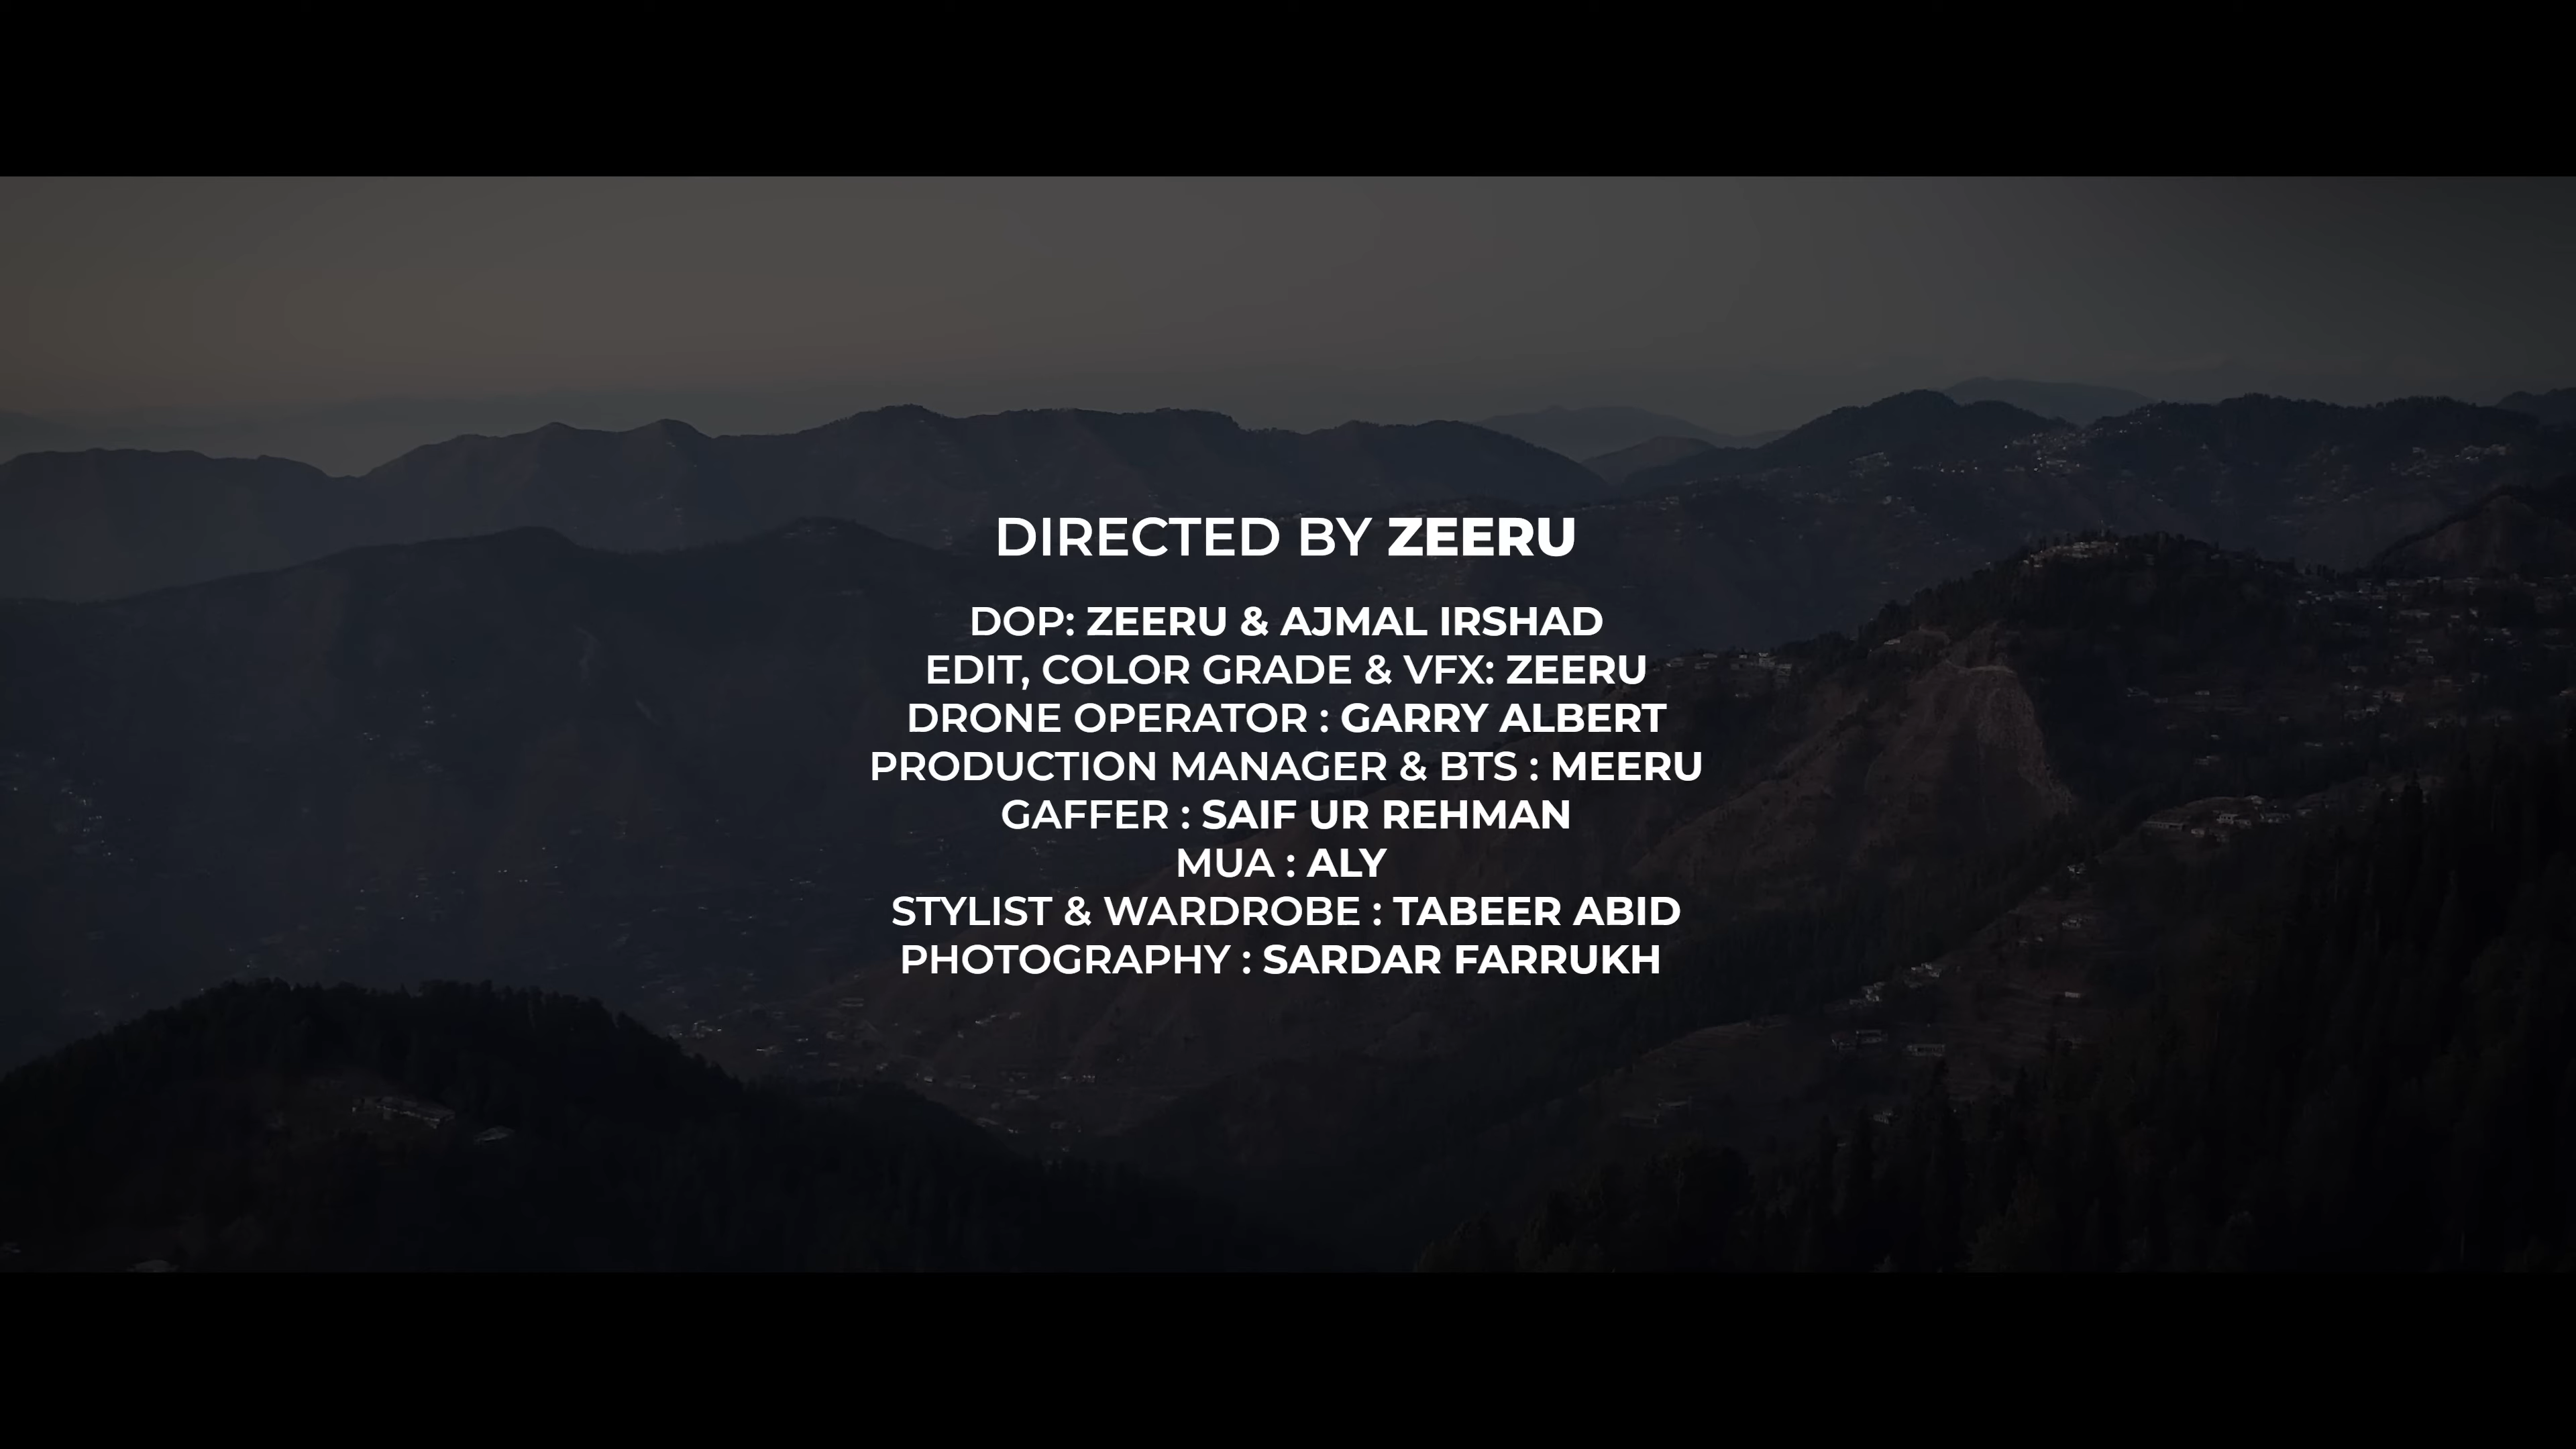 DIRECTED BY ZEERU
DOP: ZEERU & AJMAL IRSHAD
EDIT, COLOR GRADE & VFX: ZEERU
DRONE OPERATOR : GARRY ALBERT
PRODUCTION MANAGER & BTS : MEERU
GAFFER : SAIF UR REHMAN
MUA : ALY
STYLIST & WARDROBE : TABEER ABID
PHOTOGRAPHY : SARDAR FARRUKH